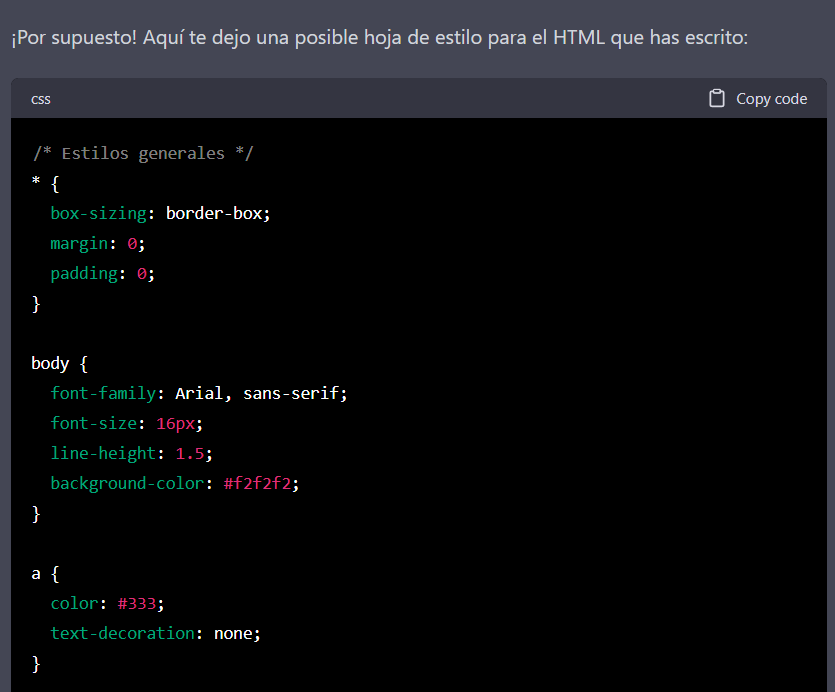 ¡Por supuesto! Aquí te dejo una posible hoja de estilo para el HTML que has escrito:
css
Copy code
/* Estilos generales */
* {
  box-sizing: border-box;
  margin: 0;
  padding: 0;
}
body {
  font-family: Arial, sans-serif;
  font-size: 16px;
  line-height: 1.5;
  background-color: #f2f2f2;
}
a {
  color: #333;
  text-decoration: none;
}